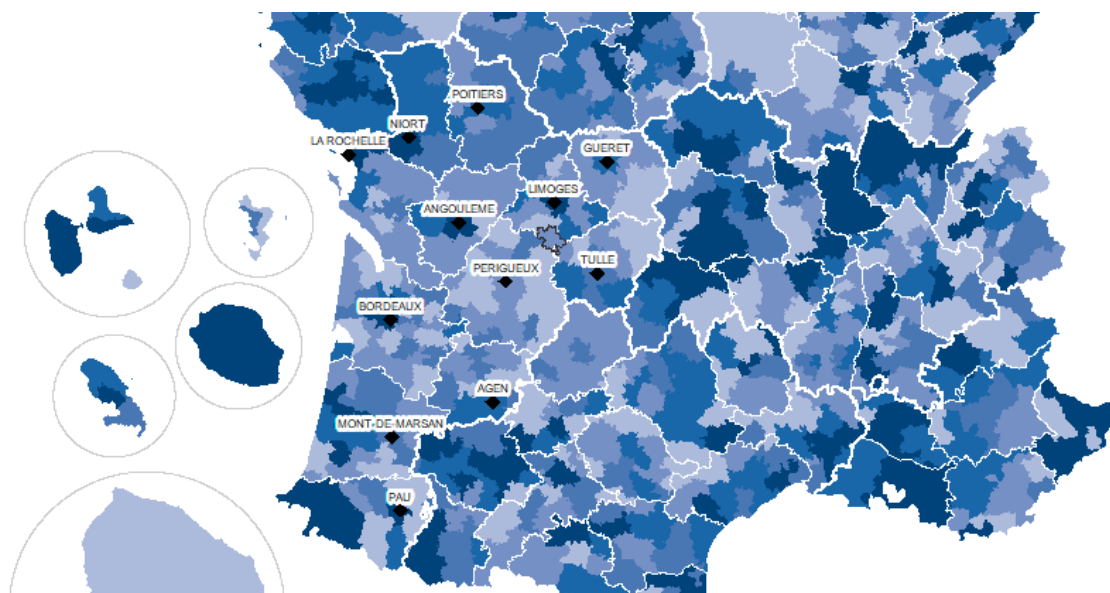 POITIERS
NIORT
LA ROCHELLE
GUERET
LIMOGES
ANGOULEME
PERIGUEUX
TULLE
BORDEAUX
AGEN
MONT-DE-MARSAN
PAU